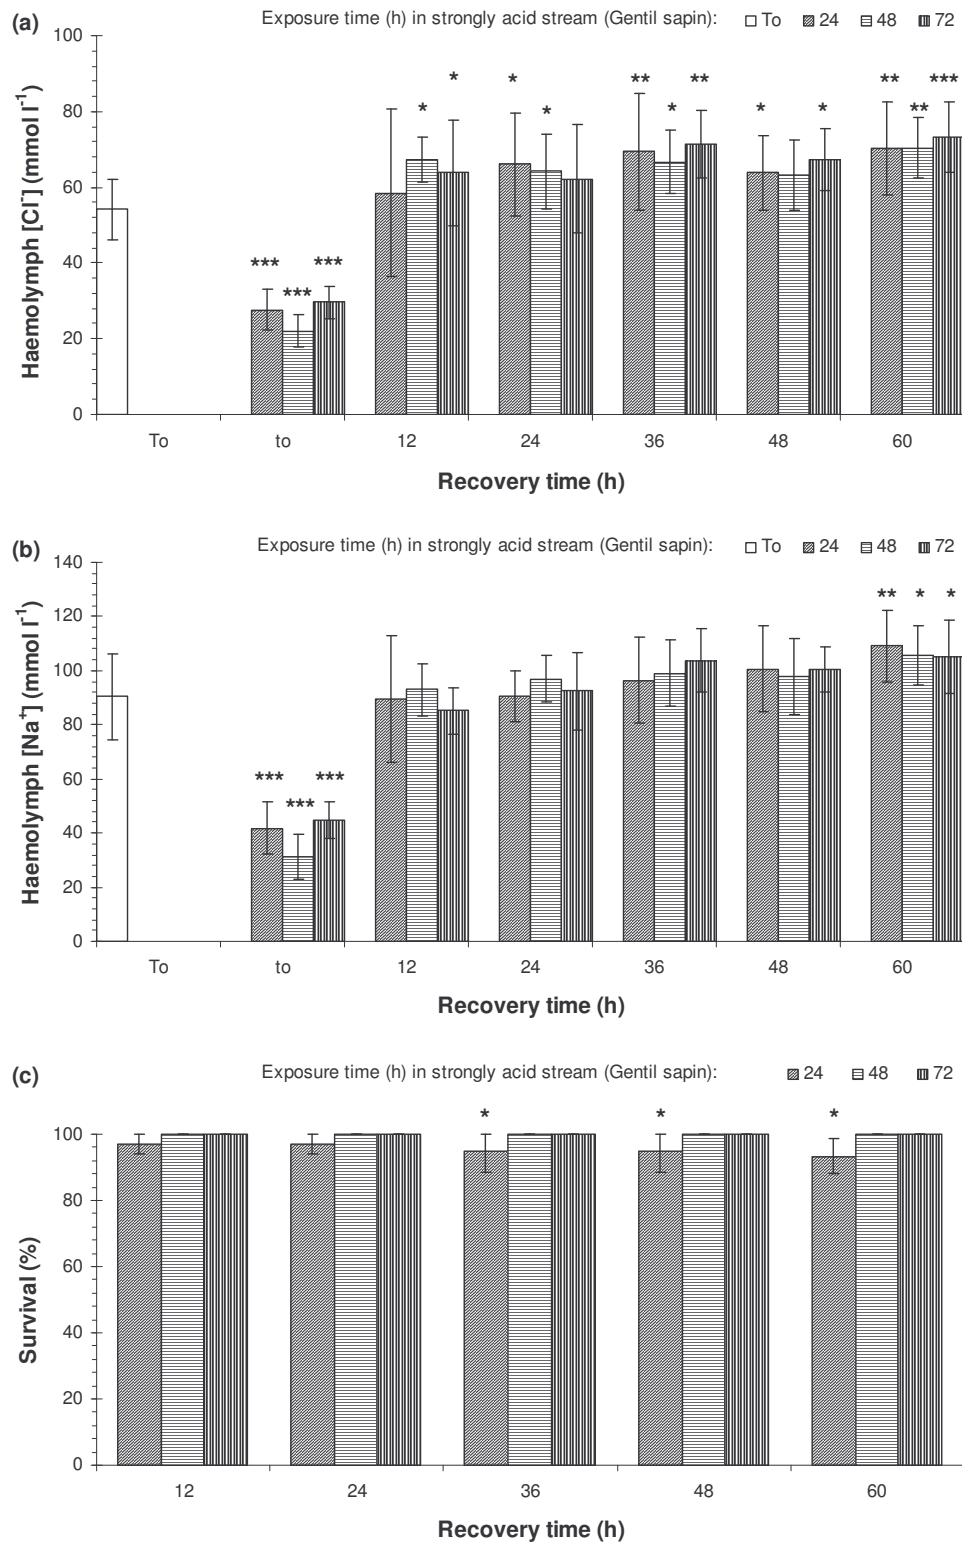 (a) Exposure time (h) in strongly acid stream (Gentil sapin): To 24 48 72
Haemolymph [Cl⁻] (mmol l⁻¹)
100
80
60
40
20
0
*** *** ***
* *
* *
** * **
* *
** ** ***
To to 12 24 36 48 60
Recovery time (h)
(b) Exposure time (h) in strongly acid stream (Gentil sapin): To 24 48 72
Haemolymph [Na⁺] (mmol l⁻¹)
140
120
100
80
60
40
20
0
*** *** ***
** * *
To to 12 24 36 48 60
Recovery time (h)
(c) Exposure time (h) in strongly acid stream (Gentil sapin): 24 48 72
Survival (%)
100
80
60
40
20
0
* * *
12 24 36 48 60
Recovery time (h)